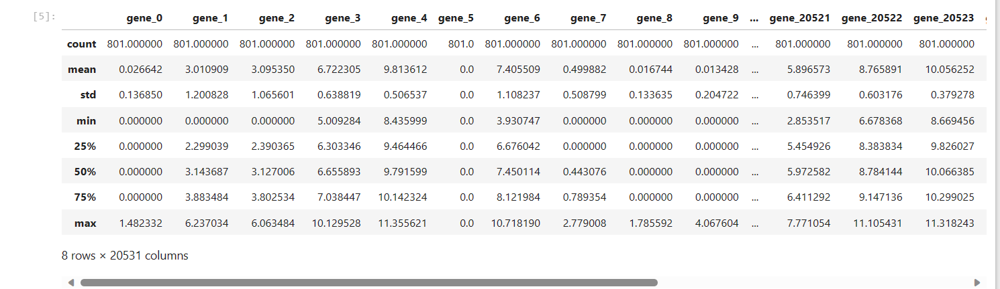 [5]:
gene_0 gene_1 gene_2 gene_3 gene_4 gene_5 gene_6 gene_7 gene_8 gene_9 ... gene_20521 gene_20522 gene_20523
count 801.000000 801.000000 801.000000 801.000000 801.000000 801.0 801.000000 801.000000 801.000000 801.000000 ... 801.000000 801.000000 801.000000
mean 0.026642 3.010909 3.095350 6.722305 9.813612 0.0 7.405509 0.499882 0.016744 0.013428 ... 5.896573 8.765891 10.056252
std 0.136850 1.200828 1.065601 0.638819 0.506537 0.0 1.108237 0.508799 0.133635 0.204722 ... 0.746399 0.603176 0.379278
min 0.000000 0.000000 0.000000 5.009284 8.435999 0.0 3.930747 0.000000 0.000000 0.000000 ... 2.853517 6.678368 8.669456
25% 0.000000 2.299039 2.390365 6.303346 9.464466 0.0 6.676042 0.000000 0.000000 0.000000 ... 5.454926 8.383834 9.826027
50% 0.000000 3.143687 3.127006 6.655893 9.791599 0.0 7.450114 0.443076 0.000000 0.000000 ... 5.972582 8.784144 10.066385
75% 0.000000 3.883484 3.802534 7.038447 10.142324 0.0 8.121984 0.789354 0.000000 0.000000 ... 6.411292 9.147136 10.299025
max 1.482332 6.237034 6.063484 10.129528 11.355621 0.0 10.718190 2.779008 1.785592 4.067604 ... 7.771054 11.105431 11.318243
8 rows × 20531 columns